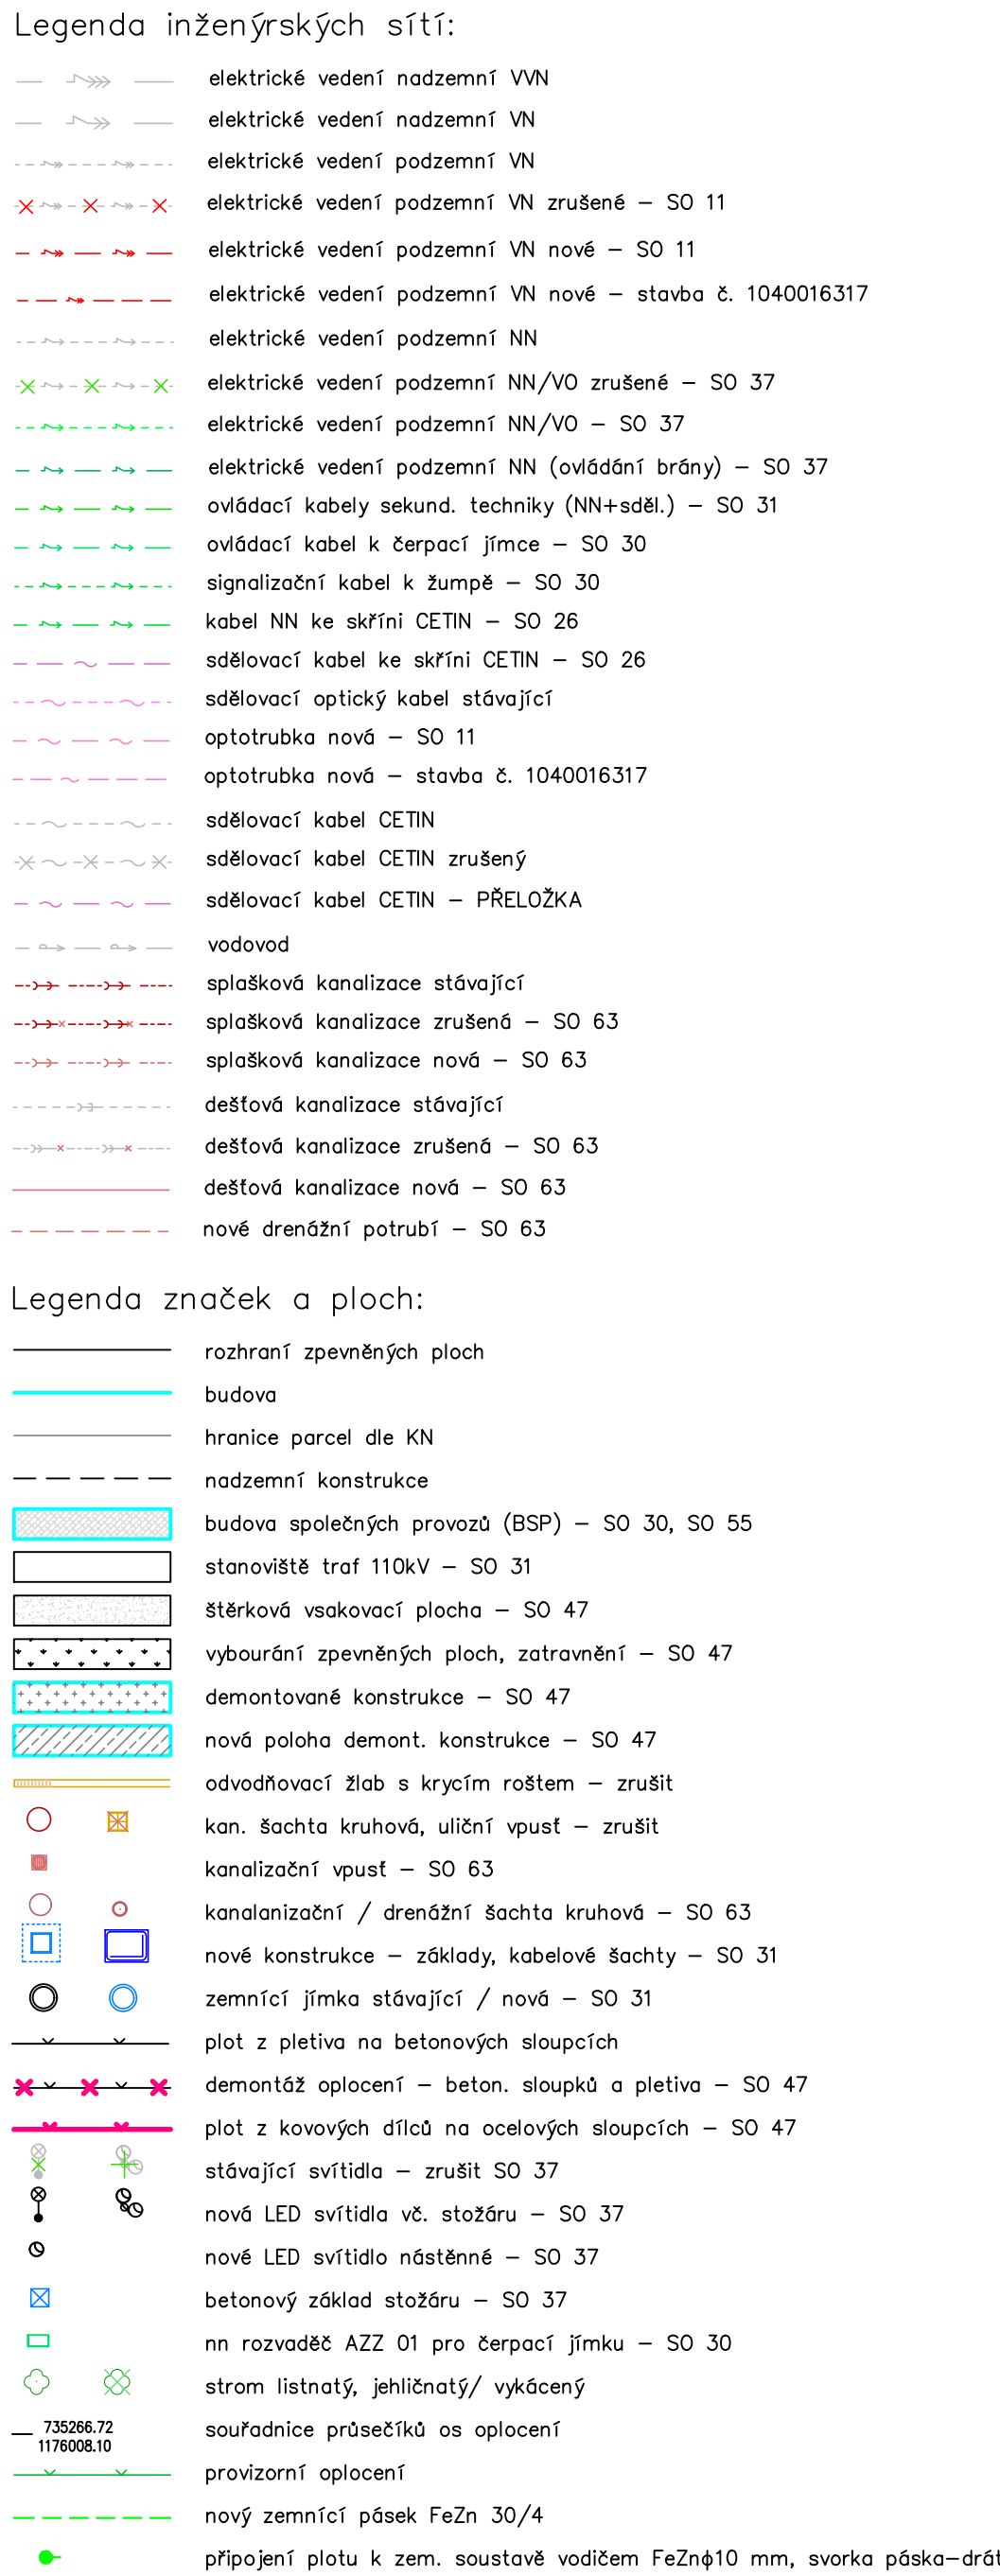 Legenda inženýrských sítí:
elektrické vedení nadzemní VVN
elektrické vedení nadzemní VN
elektrické vedení podzemní VN
elektrické vedení podzemní VN zrušené – SO 11
elektrické vedení podzemní VN nové – SO 11
elektrické vedení podzemní VN nové – stavba č. 1040016317
elektrické vedení podzemní NN
elektrické vedení podzemní NN/VO zrušené – SO 37
elektrické vedení podzemní NN/VO – SO 37
elektrické vedení podzemní NN (ovládání brány) – SO 37
ovládací kabely sekund. techniky (NN+sděl.) – SO 31
ovládací kabel k čerpací jímce – SO 30
signalizační kabel k žumpě – SO 30
kabel NN ke skříni CETIN – SO 26
sdělovací kabel ke skříni CETIN – SO 26
sdělovací optický kabel stávající
optotrubka nová – SO 11
optotrubka nová – stavba č. 1040016317
sdělovací kabel CETIN
sdělovací kabel CETIN zrušený
sdělovací kabel CETIN – PŘELOŽKA
vodovod
splašková kanalizace stávající
splašková kanalizace zrušená – SO 63
splašková kanalizace nová – SO 63
dešťová kanalizace stávající
dešťová kanalizace zrušená – SO 63
dešťová kanalizace nová – SO 63
nové drenážní potrubí – SO 63
Legenda značek a ploch:
rozhraní zpevněných ploch
budova
hranice parcel dle KN
nadzemní konstrukce
budova společných provozů (BSP) – SO 30, SO 55
stanoviště traf 110kV – SO 31
štěrková vsakovací plocha – SO 47
vybourání zpevněných ploch, zatravnění – SO 47
demontované konstrukce – SO 47
nová poloha demont. konstrukce – SO 47
odvodňovací žlab s krycím roštem – zrušit
kan. šachta kruhová, uliční vpusť – zrušit
kanalizační vpusť – SO 63
kanalanizační / drenážní šachta kruhová – SO 63
nové konstrukce – základy, kabelové šachty – SO 31
zemnící jímka stávající / nová – SO 31
plot z pletiva na betonových sloupcích
demontáž oplocení – beton. sloupků a pletiva – SO 47
plot z kovových dílců na ocelových sloupcích – SO 47
stávající svítidla – zrušit SO 37
nová LED svítidla vč. stožáru – SO 37
nové LED svítidlo nástěnné – SO 37
betonový základ stožáru – SO 37
nn rozvaděč AZZ 01 pro čerpací jímku – SO 30
strom listnatý, jehličnatý/ vykácený
735266.72
1176008.10
souřadnice průsečíků os oplocení
provizorní oplocení
nový zemnící pásek FeZn 30/4
připojení plotu k zem. soustavě vodičem FeZnϕ10 mm, svorka páska–drát